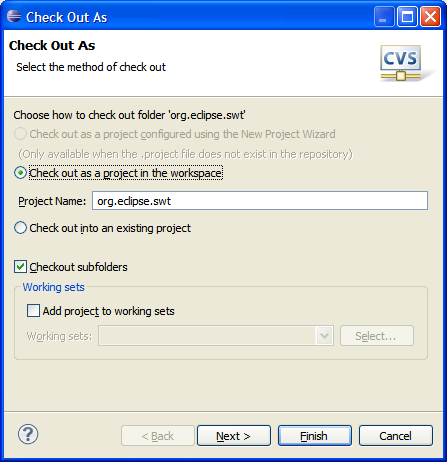 Check Out As
Check Out As
Select the method of check out
CVS
Choose how to check out folder 'org.eclipse.swt'
Check out as a project configured using the New Project Wizard
(Only available when the .project file does not exist in the repository)
Check out as a project in the workspace
Project Name: org.eclipse.swt
Check out into an existing project
Checkout subfolders
Working sets
Add project to working sets
Working sets: Select...
? < Back Next > Finish Cancel